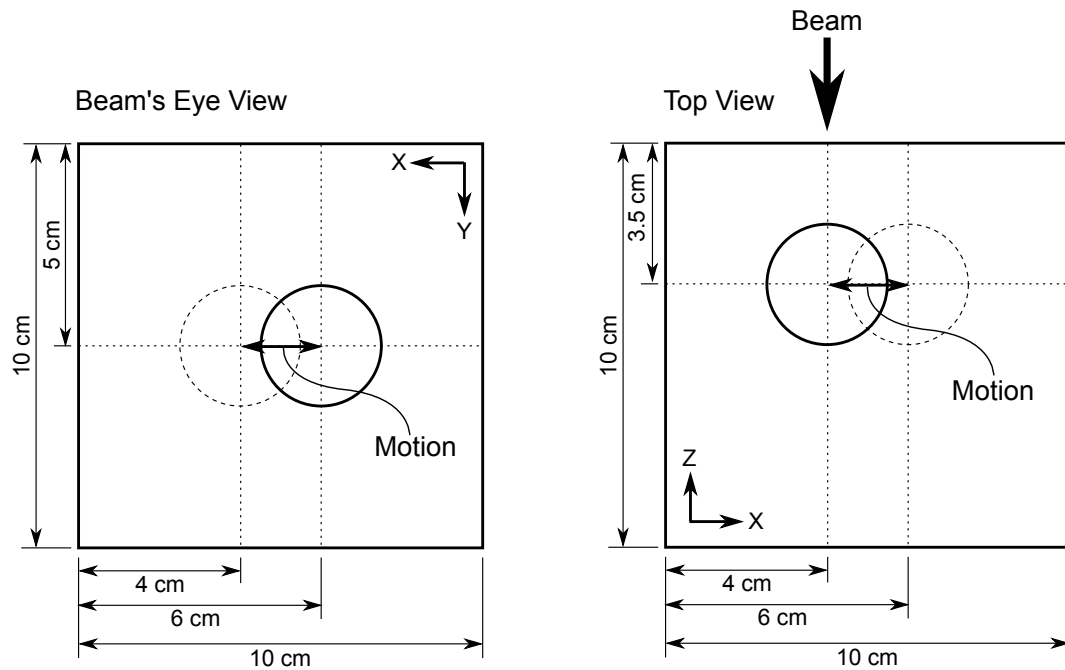 Beam's Eye View
X
Y
5 cm
10 cm
Motion
4 cm
6 cm
10 cm
Beam
Top View
3.5 cm
10 cm
Motion
Z
X
4 cm
6 cm
10 cm